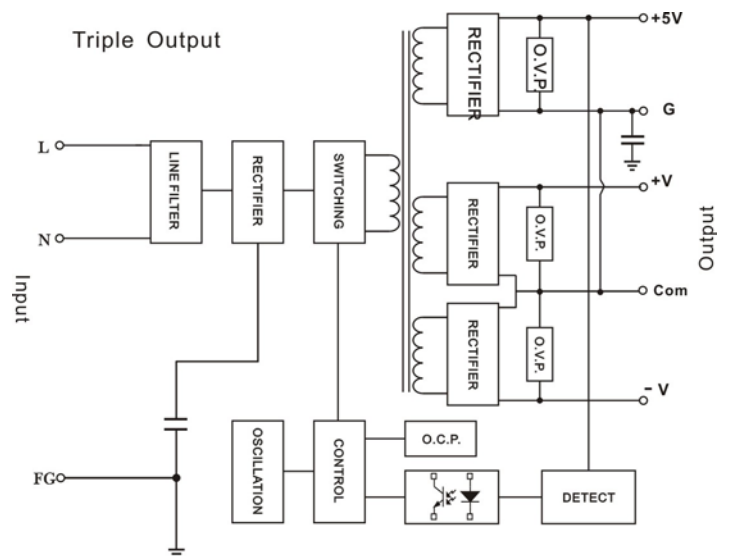 Triple Output
+5V
RECTIFIER
O.V.P.
G
L
LINE FILTER
RECTIFIER
SWITCHING
+V
RECTIFIER
O.V.P.
N
Output
Input
Com
RECTIFIER
O.V.P.
- V
OSCILLATION
CONTROL
O.C.P.
FG
DETECT